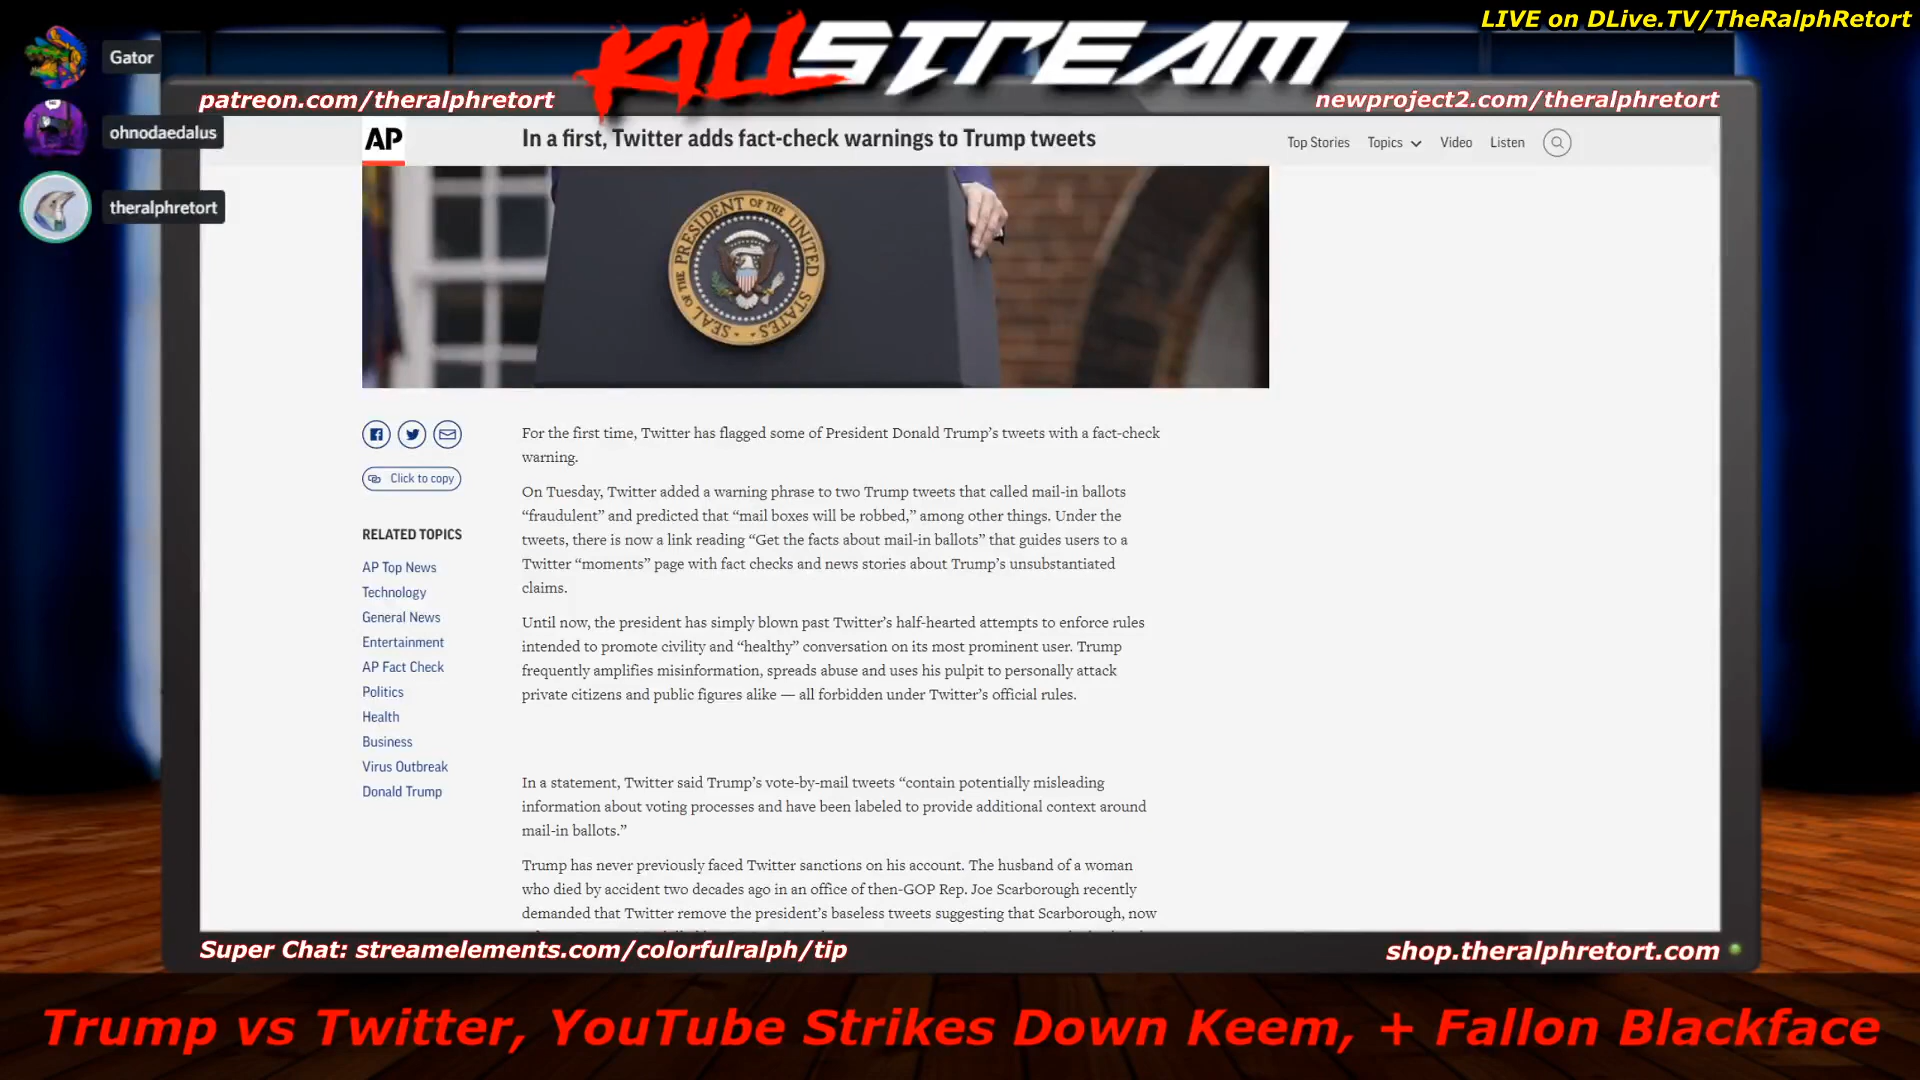 LIVE on DLive.TV/TheRalphRetort
KILLSTREAM
Gator
patreon.com/theralphretort
newproject2.com/theralphretort
ohnodaedalus
AP
In a first, Twitter adds fact-check warnings to Trump tweets
Top Stories Topics Video Listen
theralphretort
SEAL OF THE PRESIDENT OF THE UNITED STATES
For the first time, Twitter has flagged some of President Donald Trump’s tweets with a fact-check
warning.
Click to copy
On Tuesday, Twitter added a warning phrase to two Trump tweets that called mail-in ballots
“fraudulent” and predicted that “mail boxes will be robbed,” among other things. Under the
tweets, there is now a link reading “Get the facts about mail-in ballots” that guides users to a
Twitter “moments” page with fact checks and news stories about Trump’s unsubstantiated
claims.
RELATED TOPICS
AP Top News
Technology
General News
Entertainment
AP Fact Check
Politics
Health
Business
Virus Outbreak
Donald Trump
Until now, the president has simply blown past Twitter’s half-hearted attempts to enforce rules
intended to promote civility and “healthy” conversation on its most prominent user. Trump
frequently amplifies misinformation, spreads abuse and uses his pulpit to personally attack
private citizens and public figures alike — all forbidden under Twitter’s official rules.
In a statement, Twitter said Trump’s vote-by-mail tweets “contain potentially misleading
information about voting processes and have been labeled to provide additional context around
mail-in ballots.”
Trump has never previously faced Twitter sanctions on his account. The husband of a woman
who died by accident two decades ago in an office of then-GOP Rep. Joe Scarborough recently
demanded that Twitter remove the president’s baseless tweets suggesting that Scarborough, now
Super Chat: streamelements.com/colorfulralph/tip
shop.theralphretort.com
Trump vs Twitter, YouTube Strikes Down Keem, + Fallon Blackface